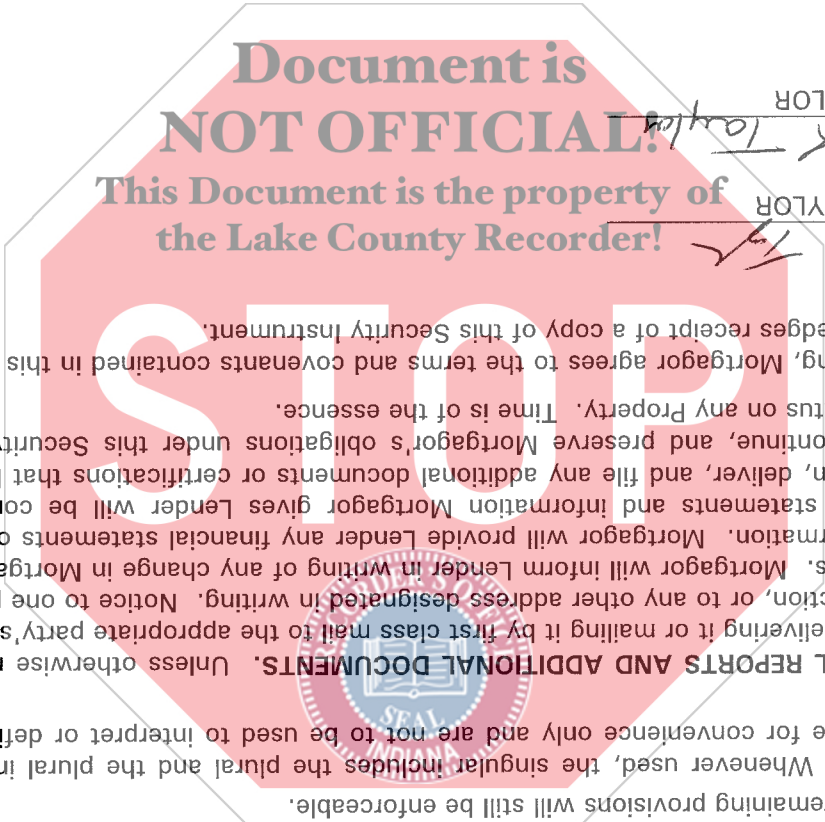 Document is
NOT OFFICIAL!
This Document is the property of
the Lake County Recorder!
STOP
RECORDER'S OFFICE
SEAL
INDIANA
emaining provisions will still be enforceable.
Whenever used, the singular includes the plural and the plural in
e for convenience only and are not to be used to interpret or defi
L REPORTS AND ADDITIONAL DOCUMENTS. Unless otherwise
elivering it or mailing it by first class mail to the appropriate party's
ction, or to any other address designated in writing. Notice to one
s. Mortgagor will inform Lender in writing of any change in Mortga
rmation. Mortgagor will provide Lender any financial statements o
statements and information Mortgagor gives Lender will be cor
n, deliver, and file any additional documents or certifications that
ontinue, and preserve Mortgagor's obligations under this Security
tus on any Property. Time is of the essence.
ng, Mortgagor agrees to the terms and covenants contained in this
edges receipt of a copy of this Security Instrument.
YLOR
K Taylor
LOR